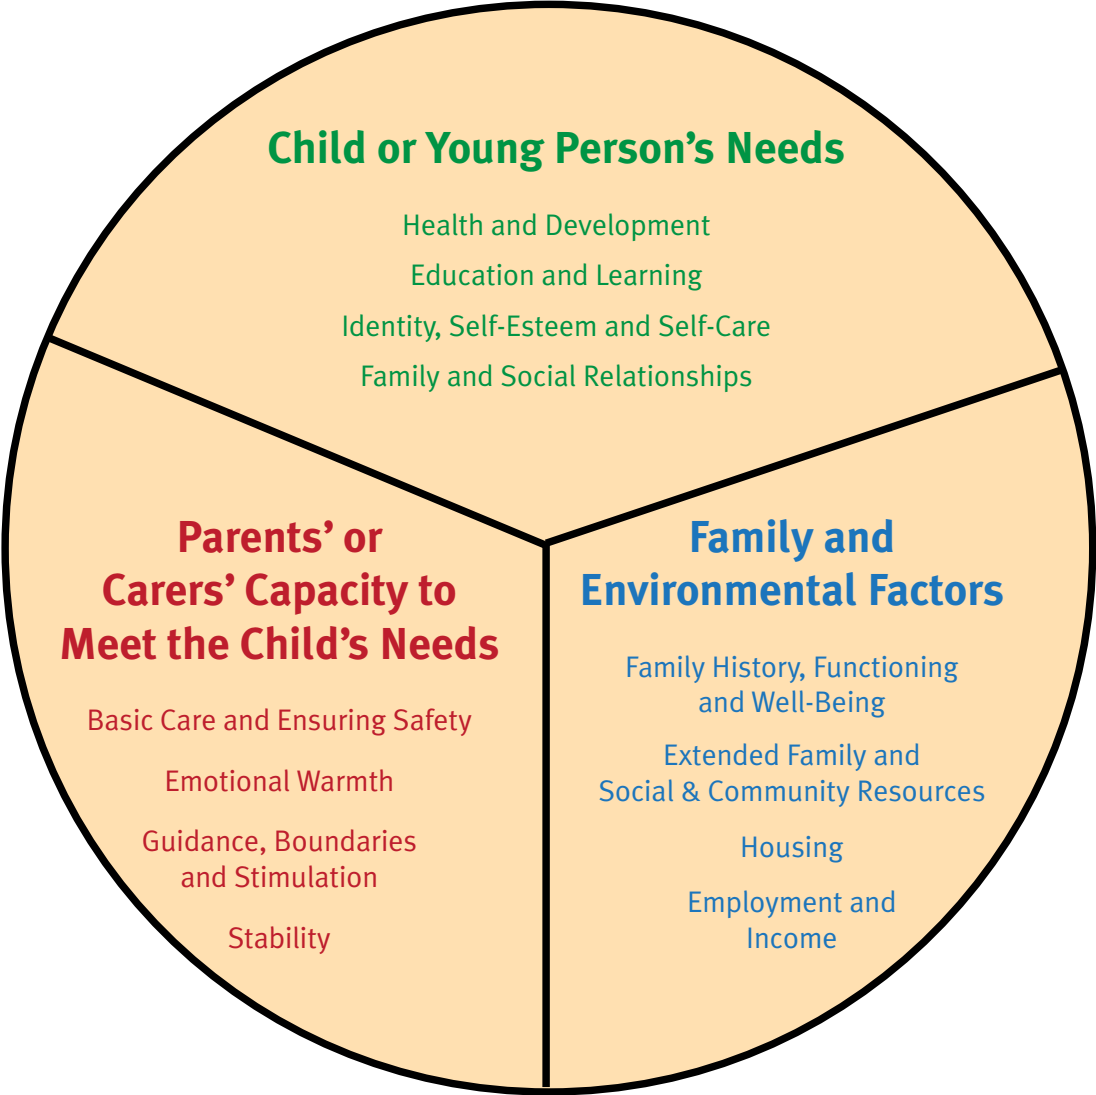 Child or Young Person’s Needs
Health and Development
Education and Learning
Identity, Self-Esteem and Self-Care
Family and Social Relationships
Parents’ or
Carers’ Capacity to
Meet the Child’s Needs
Basic Care and Ensuring Safety
Emotional Warmth
Guidance, Boundaries
and Stimulation
Stability
Family and
Environmental Factors
Family History, Functioning
and Well-Being
Extended Family and
Social & Community Resources
Housing
Employment and
Income